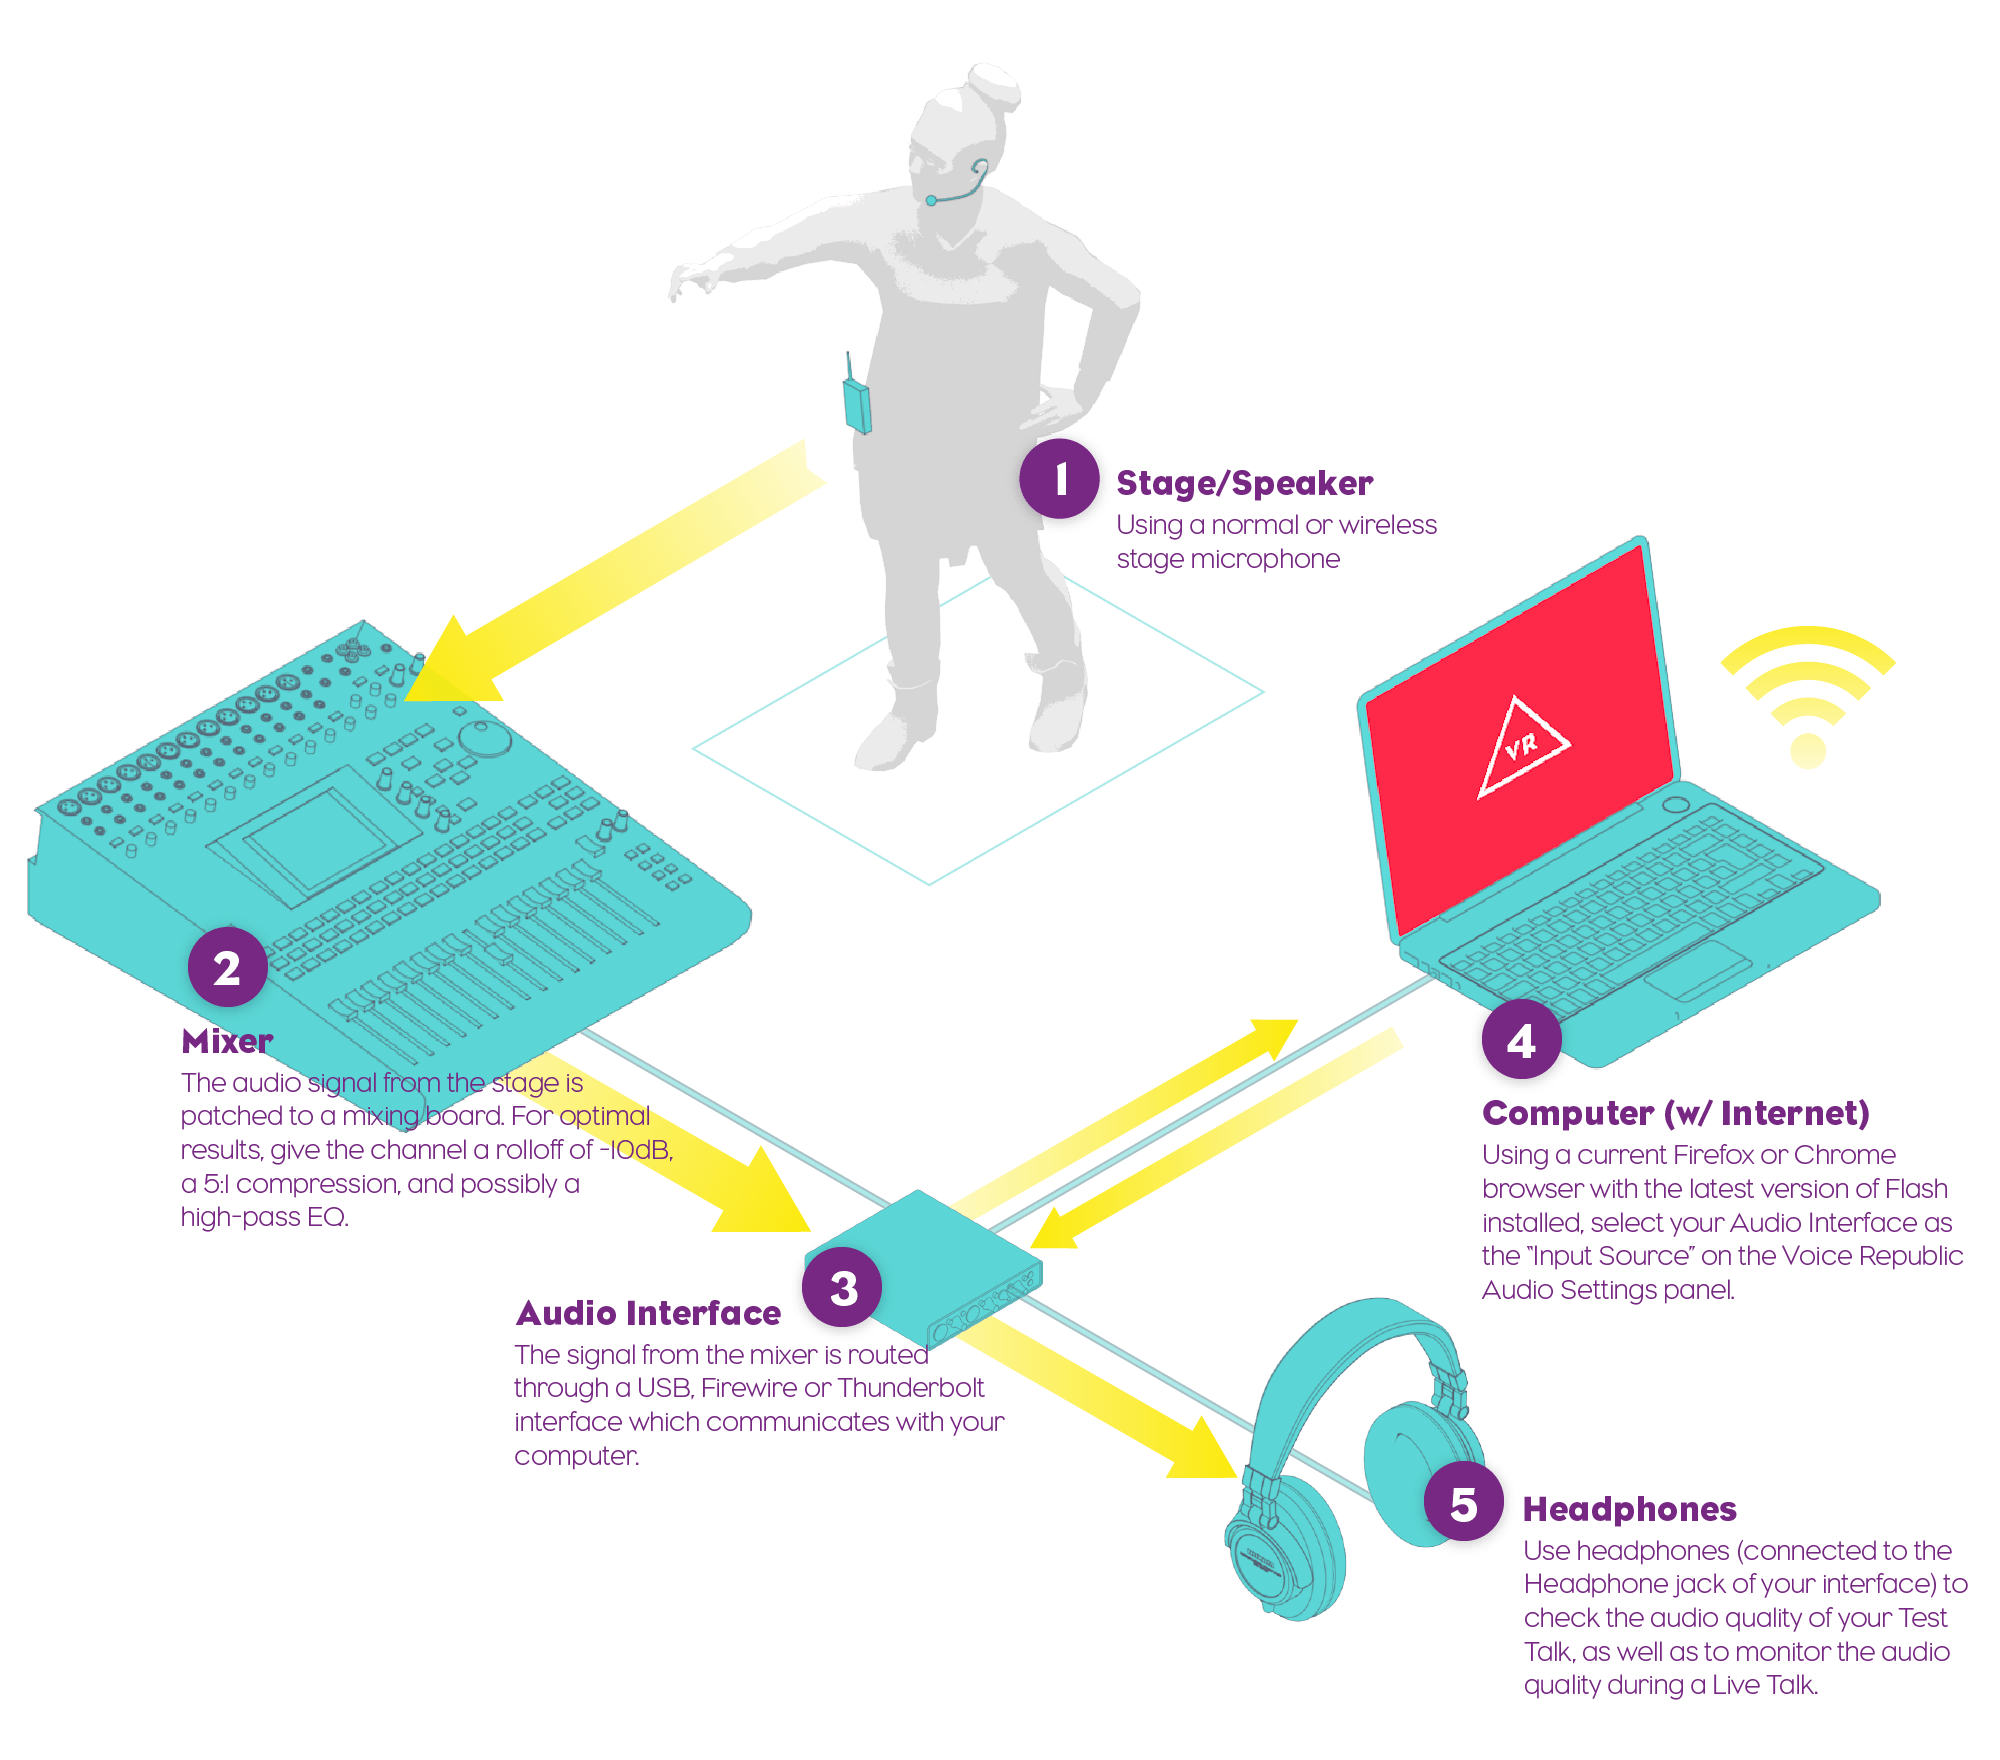 1
Stage/Speaker
Using a normal or wireless
stage microphone
VR
2
Mixer
The audio signal from the stage is
patched to a mixing board. For optimal
results, give the channel a rolloff of -10dB,
a 5:1 compression, and possibly a
high-pass EQ.
3
Audio Interface
The signal from the mixer is routed
through a USB, Firewire or Thunderbolt
interface which communicates with your
computer.
4
Computer (w/ Internet)
Using a current Firefox or Chrome
browser with the latest version of Flash
installed, select your Audio Interface as
the "Input Source" on the Voice Republic
Audio Settings panel.
5
Headphones
Use headphones (connected to the
Headphone jack of your interface) to
check the audio quality of your Test
Talk, as well as to monitor the audio
quality during a Live Talk.